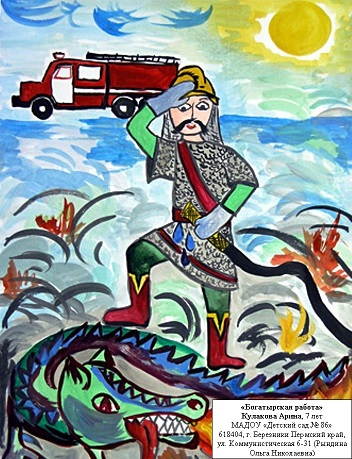 «Богатырская работа»
Кулакова Арина, 7 лет
МАДОУ «Детский сад № 86»
618404, г. Березники Пермский край,
ул. Коммунистическая 6-31 (Рындина
Ольга Николаевна)